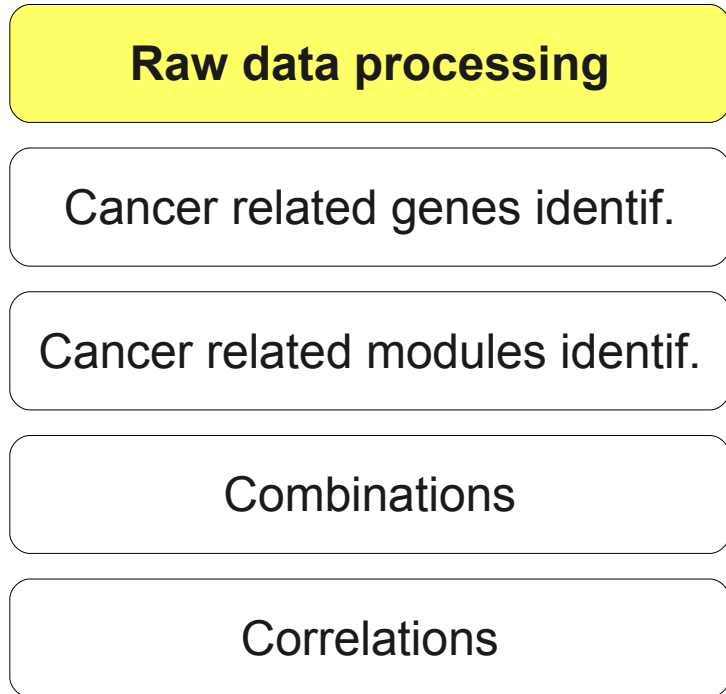 Raw data processing
Cancer related genes identif.
Cancer related modules identif.
Combinations
Correlations